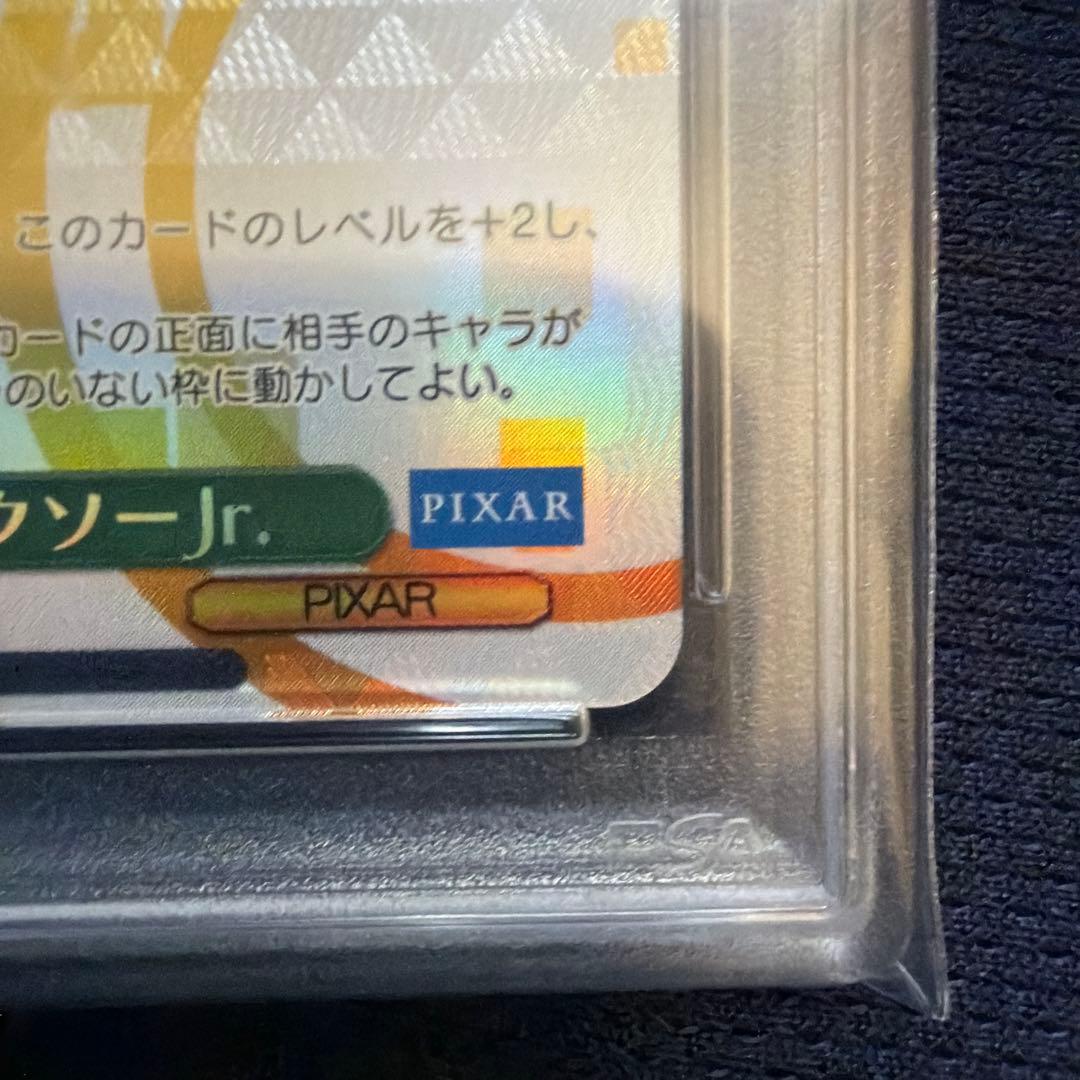 このカードのレベルを+2し、
カードの正面に相手のキャラが
のいない枠に動かしてよい。
クソーJr.
PIXAR
PIXAR
PSA